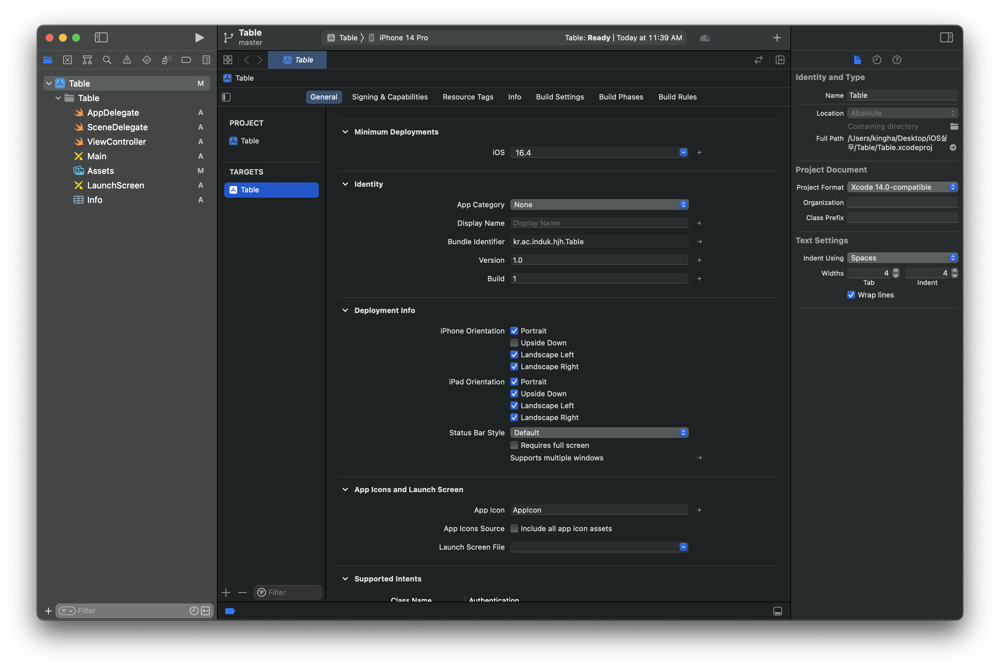 Table
master
Table 〉 iPhone 14 Pro
Table: Ready | Today at 11:39 AM
Table M
Table
AppDelegate A
SceneDelegate A
ViewController A
Main A
Assets M
LaunchScreen A
Info A
Filter
Table
Table
General Signing & Capabilities Resource Tags Info Build Settings Build Phases Build Rules
PROJECT
Table
TARGETS
Table
Filter
Minimum Deployments
iOS 16.4
Identity
App Category None
Display Name Display Name
Bundle Identifier kr.ac.induk.hjh.Table
Version 1.0
Build 1
Deployment Info
iPhone Orientation Portrait
Upside Down
Landscape Left
Landscape Right
iPad Orientation Portrait
Upside Down
Landscape Left
Landscape Right
Status Bar Style Default
Requires full screen
Supports multiple windows
App Icons and Launch Screen
App Icon AppIcon
App Icons Source Include all app icon assets
Launch Screen File
Supported Intents
Class Name Authentication
Identity and Type
Name Table
Location Absolute
Containing directory
Full Path /Users/kingha/Desktop/iOS실
무/Table/Table.xcodeproj
Project Document
Project Format Xcode 14.0-compatible
Organization
Class Prefix
Text Settings
Indent Using Spaces
Widths 4 4
Tab Indent
Wrap lines